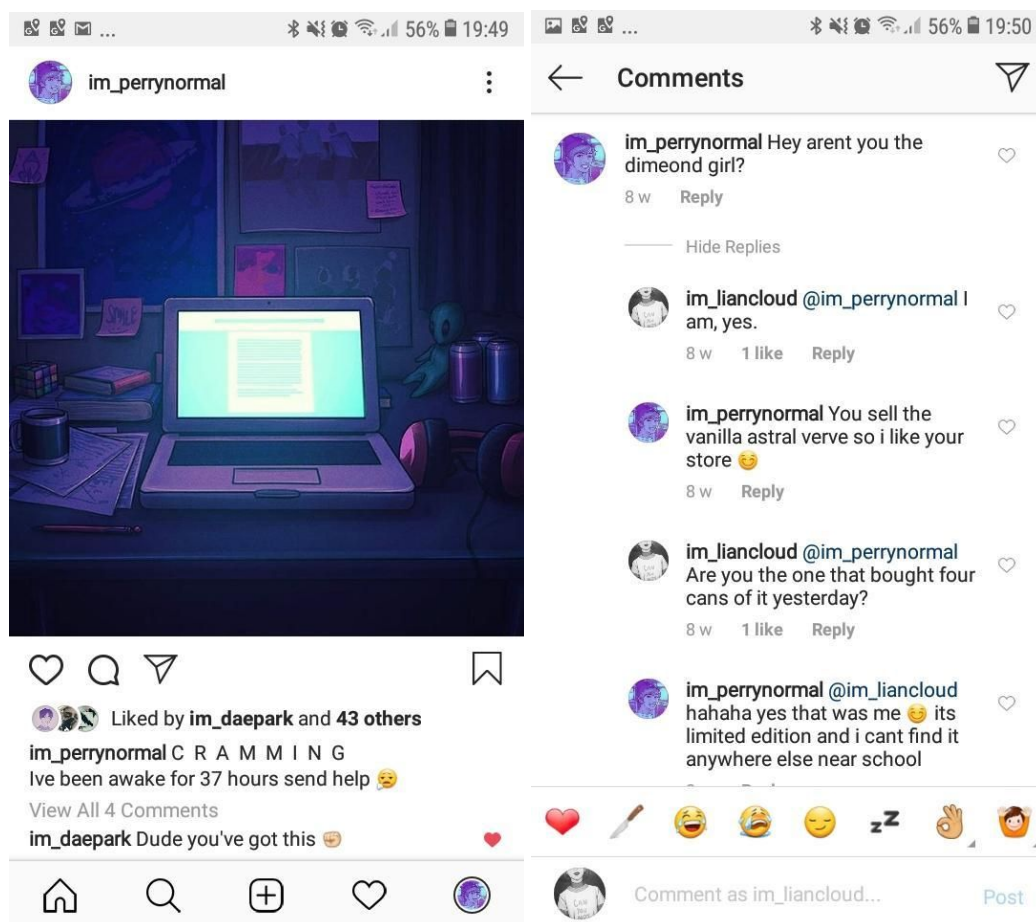 ... 56% 19:49
im_perrynormal
SMILE
Liked by im_daepark and 43 others
im_perrynormal C R A M M I N G
Ive been awake for 37 hours send help 😮‍💨
View All 4 Comments
im_daepark Dude you've got this ✊🏼
... 56% 19:50
Comments
im_perrynormal Hey arent you the
dimeond girl?
8 w Reply
Hide Replies
im_liancloud @im_perrynormal I
am, yes.
8 w 1 like Reply
im_perrynormal You sell the
vanilla astral verve so i like your
store 😊
8 w Reply
im_liancloud @im_perrynormal
Are you the one that bought four
cans of it yesterday?
8 w 1 like Reply
im_perrynormal @im_liancloud
hahaha yes that was me 😊 its
limited edition and i cant find it
anywhere else near school
Comment as im_liancloud...
Post